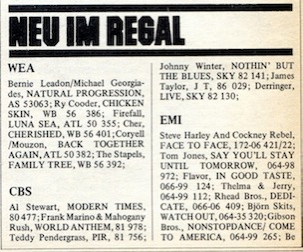 NEU IM REGAL
WEA
Bernie Leadon/Michael Georgia-
des, NATURAL PROGRESSION,
AS 53063; Ry Cooder, CHICKEN
SKIN, WB 56 386; Firefall,
LUNA SEA, ATL 50 355; Cher,
CHERISHED, WB 56 401; Coryell
/Mouzon, BACK TOGETHER
AGAIN, ATL 50 382; The Stapels,
FAMILY TREE, WB 56 392;
CBS
Al Stewart, MODERN TIMES,
80 477; Frank Marino & Mahogany
Rush, WORLD ANTHEM, 81 978;
Teddy Pendergrass, PIR, 81 756;
Johnny Winter, NOTHIN' BUT
THE BLUES, SKY 82 141; James
Taylor, J T, 86 029; Derringer,
LIVE, SKY 82 130;
EMI
Steve Harley And Cockney Rebel,
FACE TO FACE, 172-06 421/22;
Tom Jones, SAY YOU'LL STAY
UNTIL TOMORROW, 064-98
972; Flavor, IN GOOD TASTE,
066-99 124; Thelma & Jerry,
064-99 112; Rhead Bros., DEDI-
CATE, 066-06 409; Björn Skifs,
WATCH OUT, 064-35 320; Gibson
Bros., NONSTOPDANCE/ COME
TO AMERICA, 064-99 265; Be